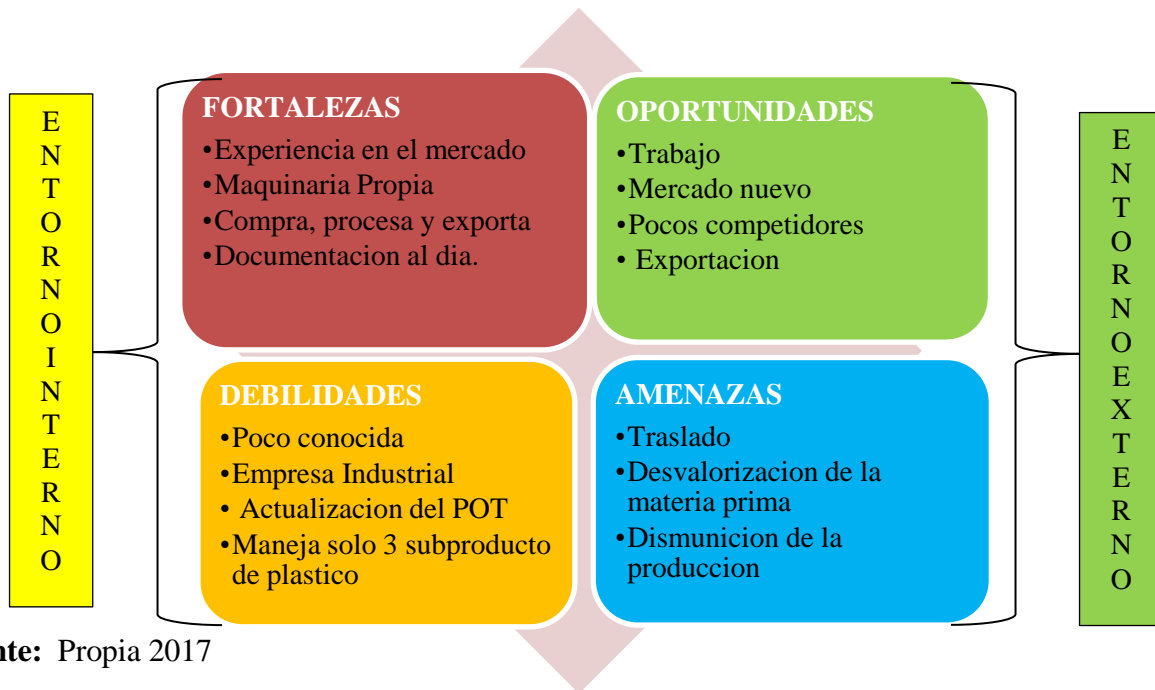 ENTORNOINTERNO
FORTALEZAS
•Experiencia en el mercado
•Maquinaria Propia
•Compra, procesa y exporta
•Documentacion al dia.
OPORTUNIDADES
•Trabajo
•Mercado nuevo
•Pocos competidores
• Exportacion
DEBILIDADES
•Poco conocida
•Empresa Industrial
• Actualizacion del POT
•Maneja solo 3 subproducto
de plastico
AMENAZAS
•Traslado
•Desvalorizacion de la
materia prima
•Dismunicion de la
produccion
ENTORNOEXTERNO
nte: Propia 2017